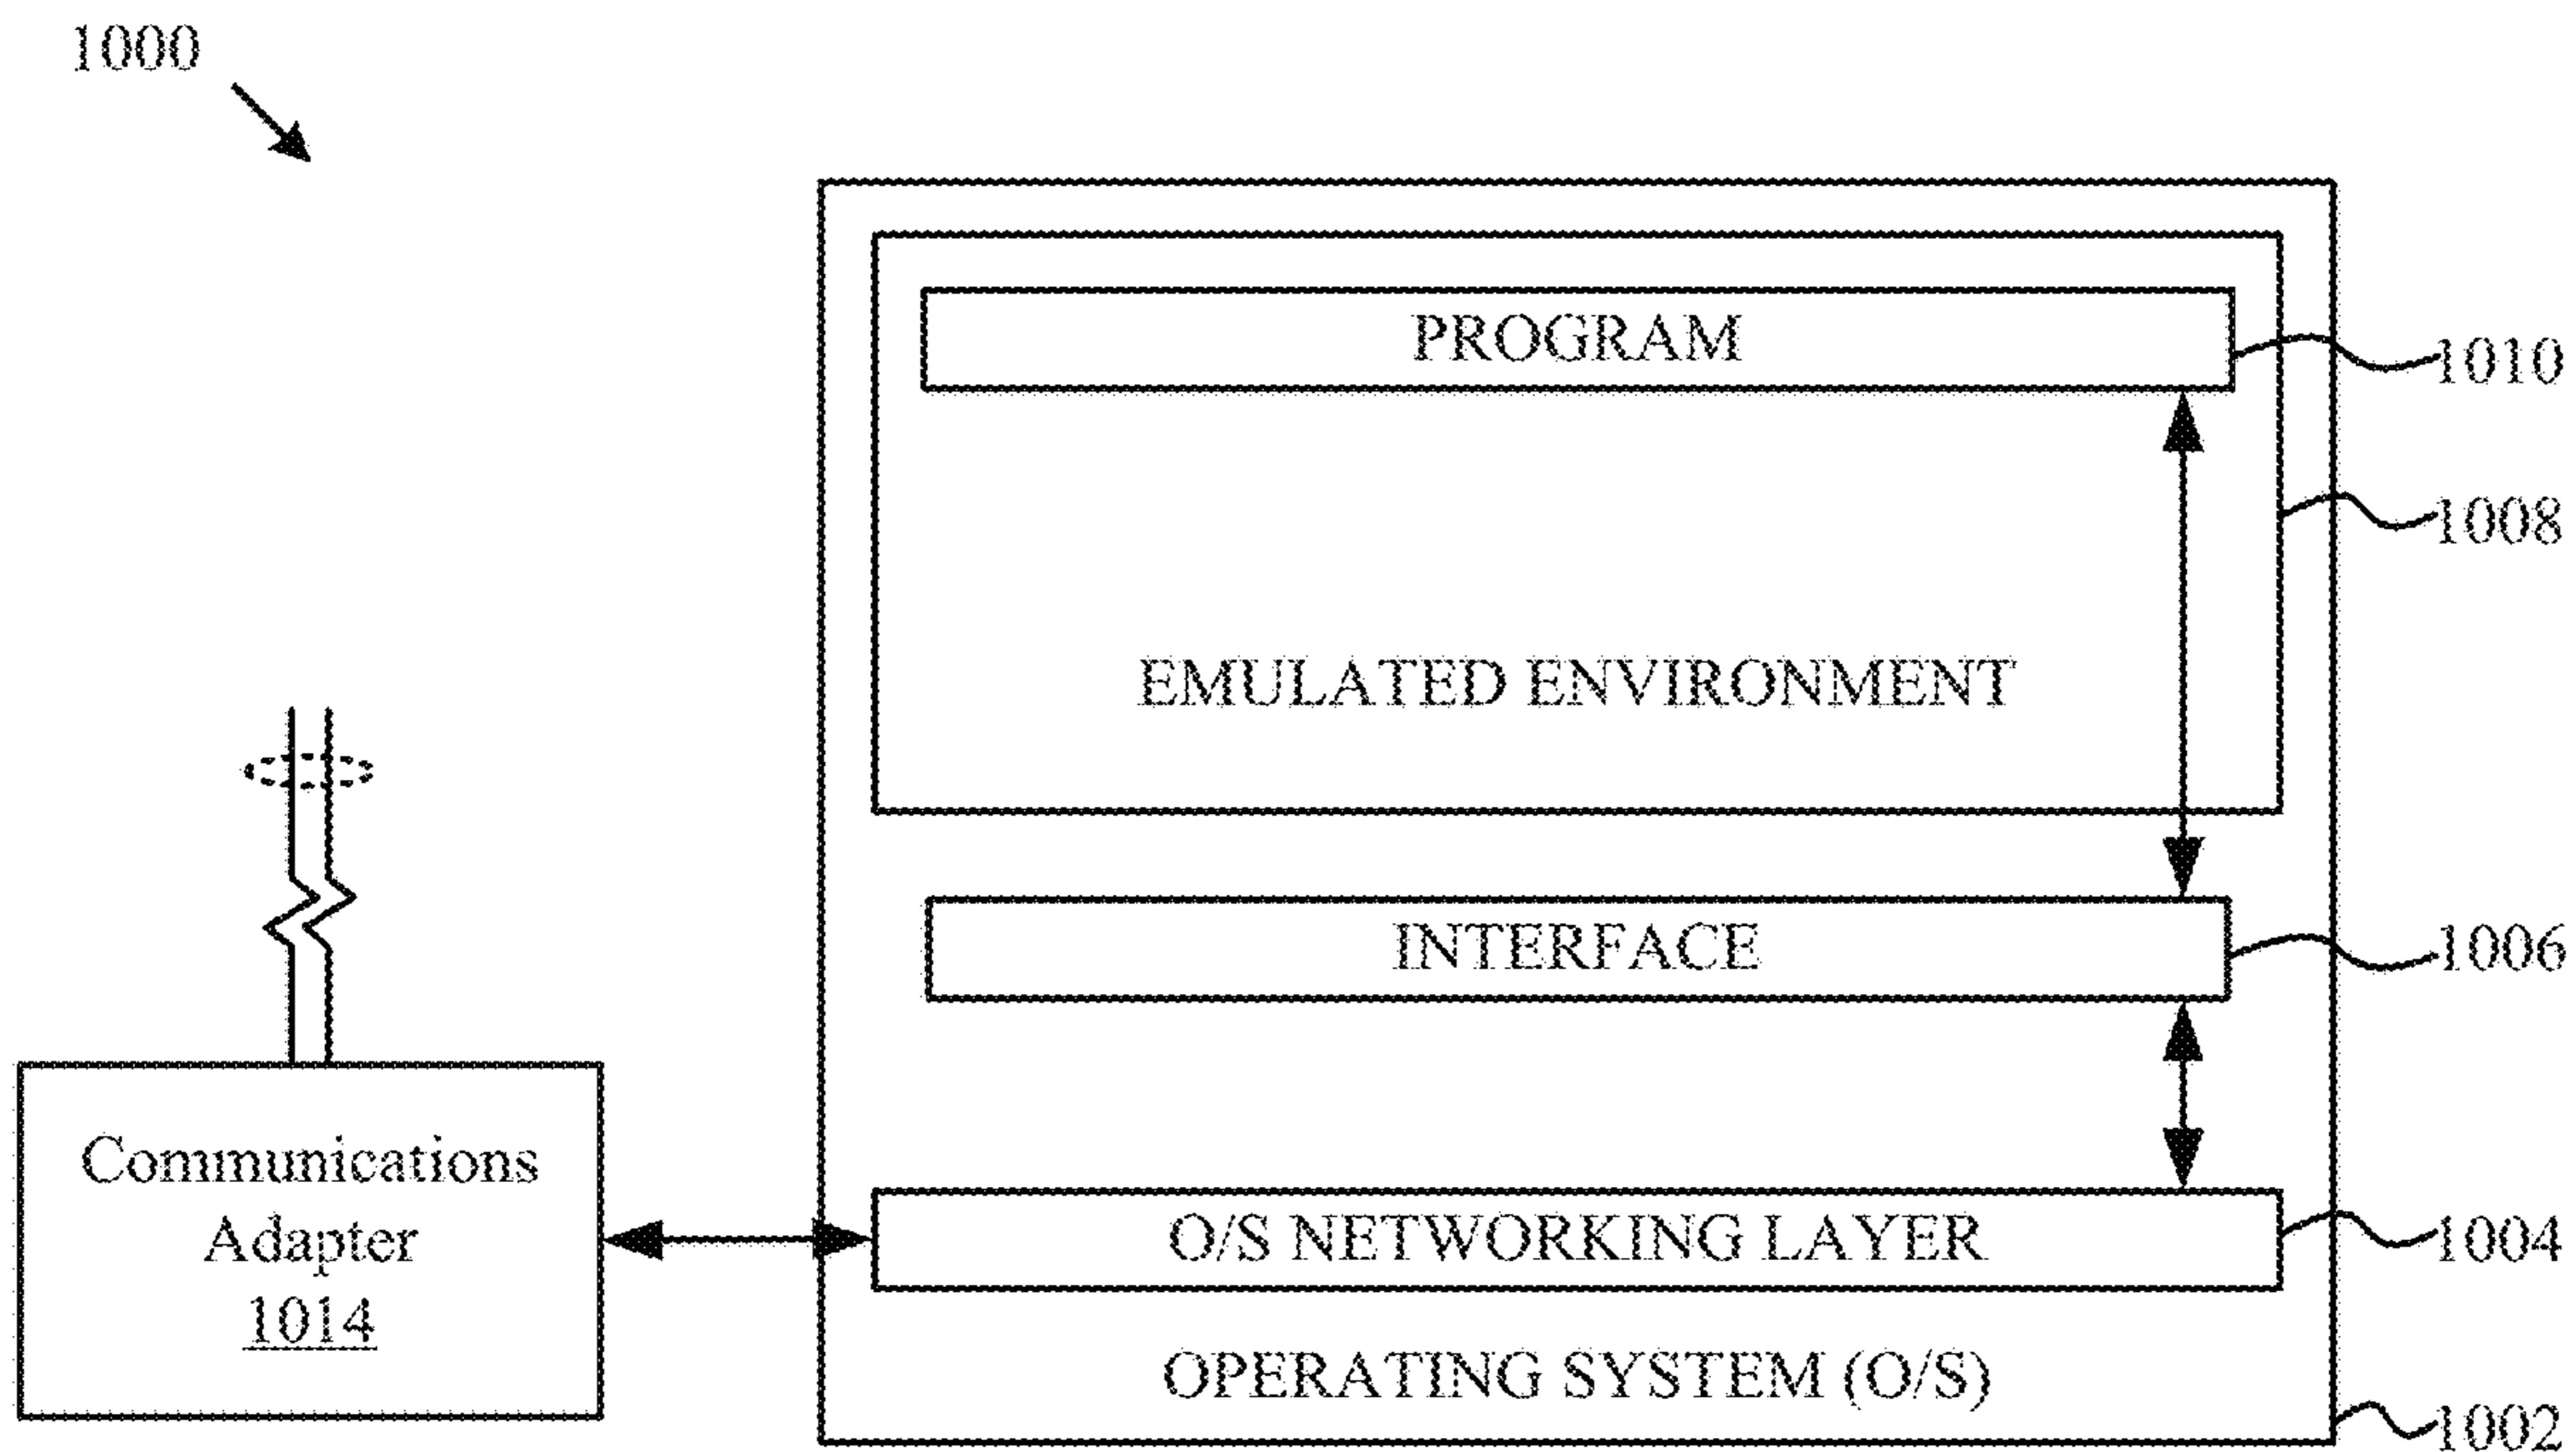 1000
PROGRAM
1010
1008
EMULATED ENVIRONMENT
INTERFACE
1006
Communications
Adapter
1014
O/S NETWORKING LAYER
1004
OPERATING SYSTEM (O/S)
1002